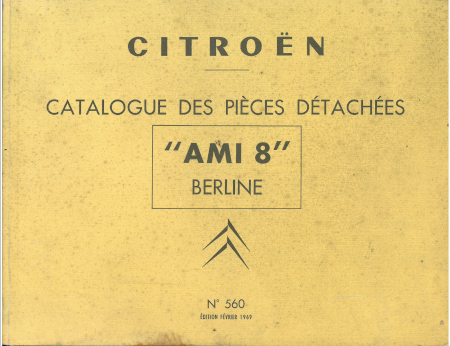 CITROËN
CATALOGUE DES PIÈCES DÉTACHÉES
"AMI 8"
BERLINE
N° 560
ÉDITION FÉVRIER 1969